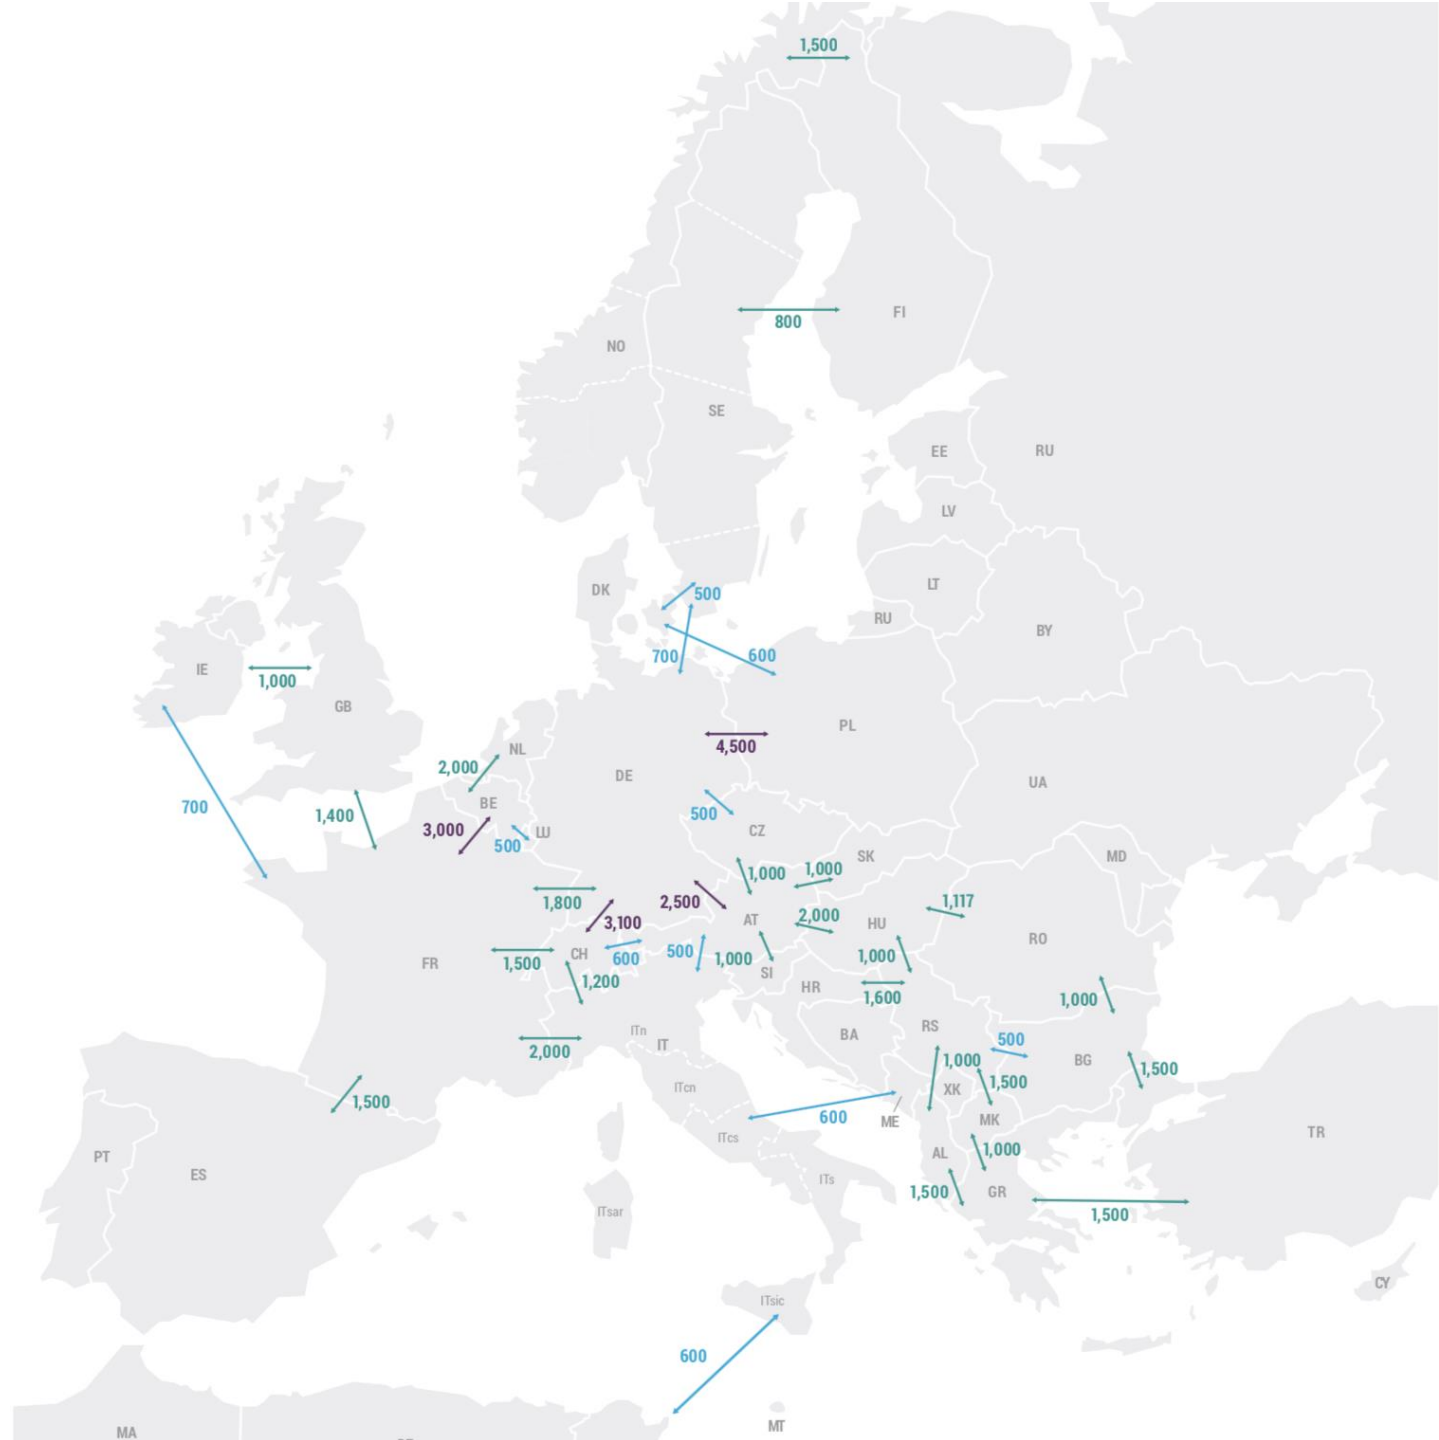 1,500
FI
800
NO
SE
EE
RU
LV
DK
LT
500
RU
BY
IE
700
600
1,000
GB
PL
4,500
NL
2,000
DE
UA
BE
700
500
1,400
3,000
CZ
LU
500
SK
MD
1,000
1,000
1,800
2,500
1,117
2,000
AT
3,100
HU
RO
CH
500
1,000
1,000
600
FR
1,500
SI
1,200
HR
1,600
1,000
RS
ITn
BA
500
IT
2,000
BG
1,000
1,500
ITcn
1,500
XK
1,500
600
ME
MK
TR
ITcs
1,000
AL
PT
ES
ITs
1,500
GR
ITsar
1,500
CY
ITsic
600
MT
MA